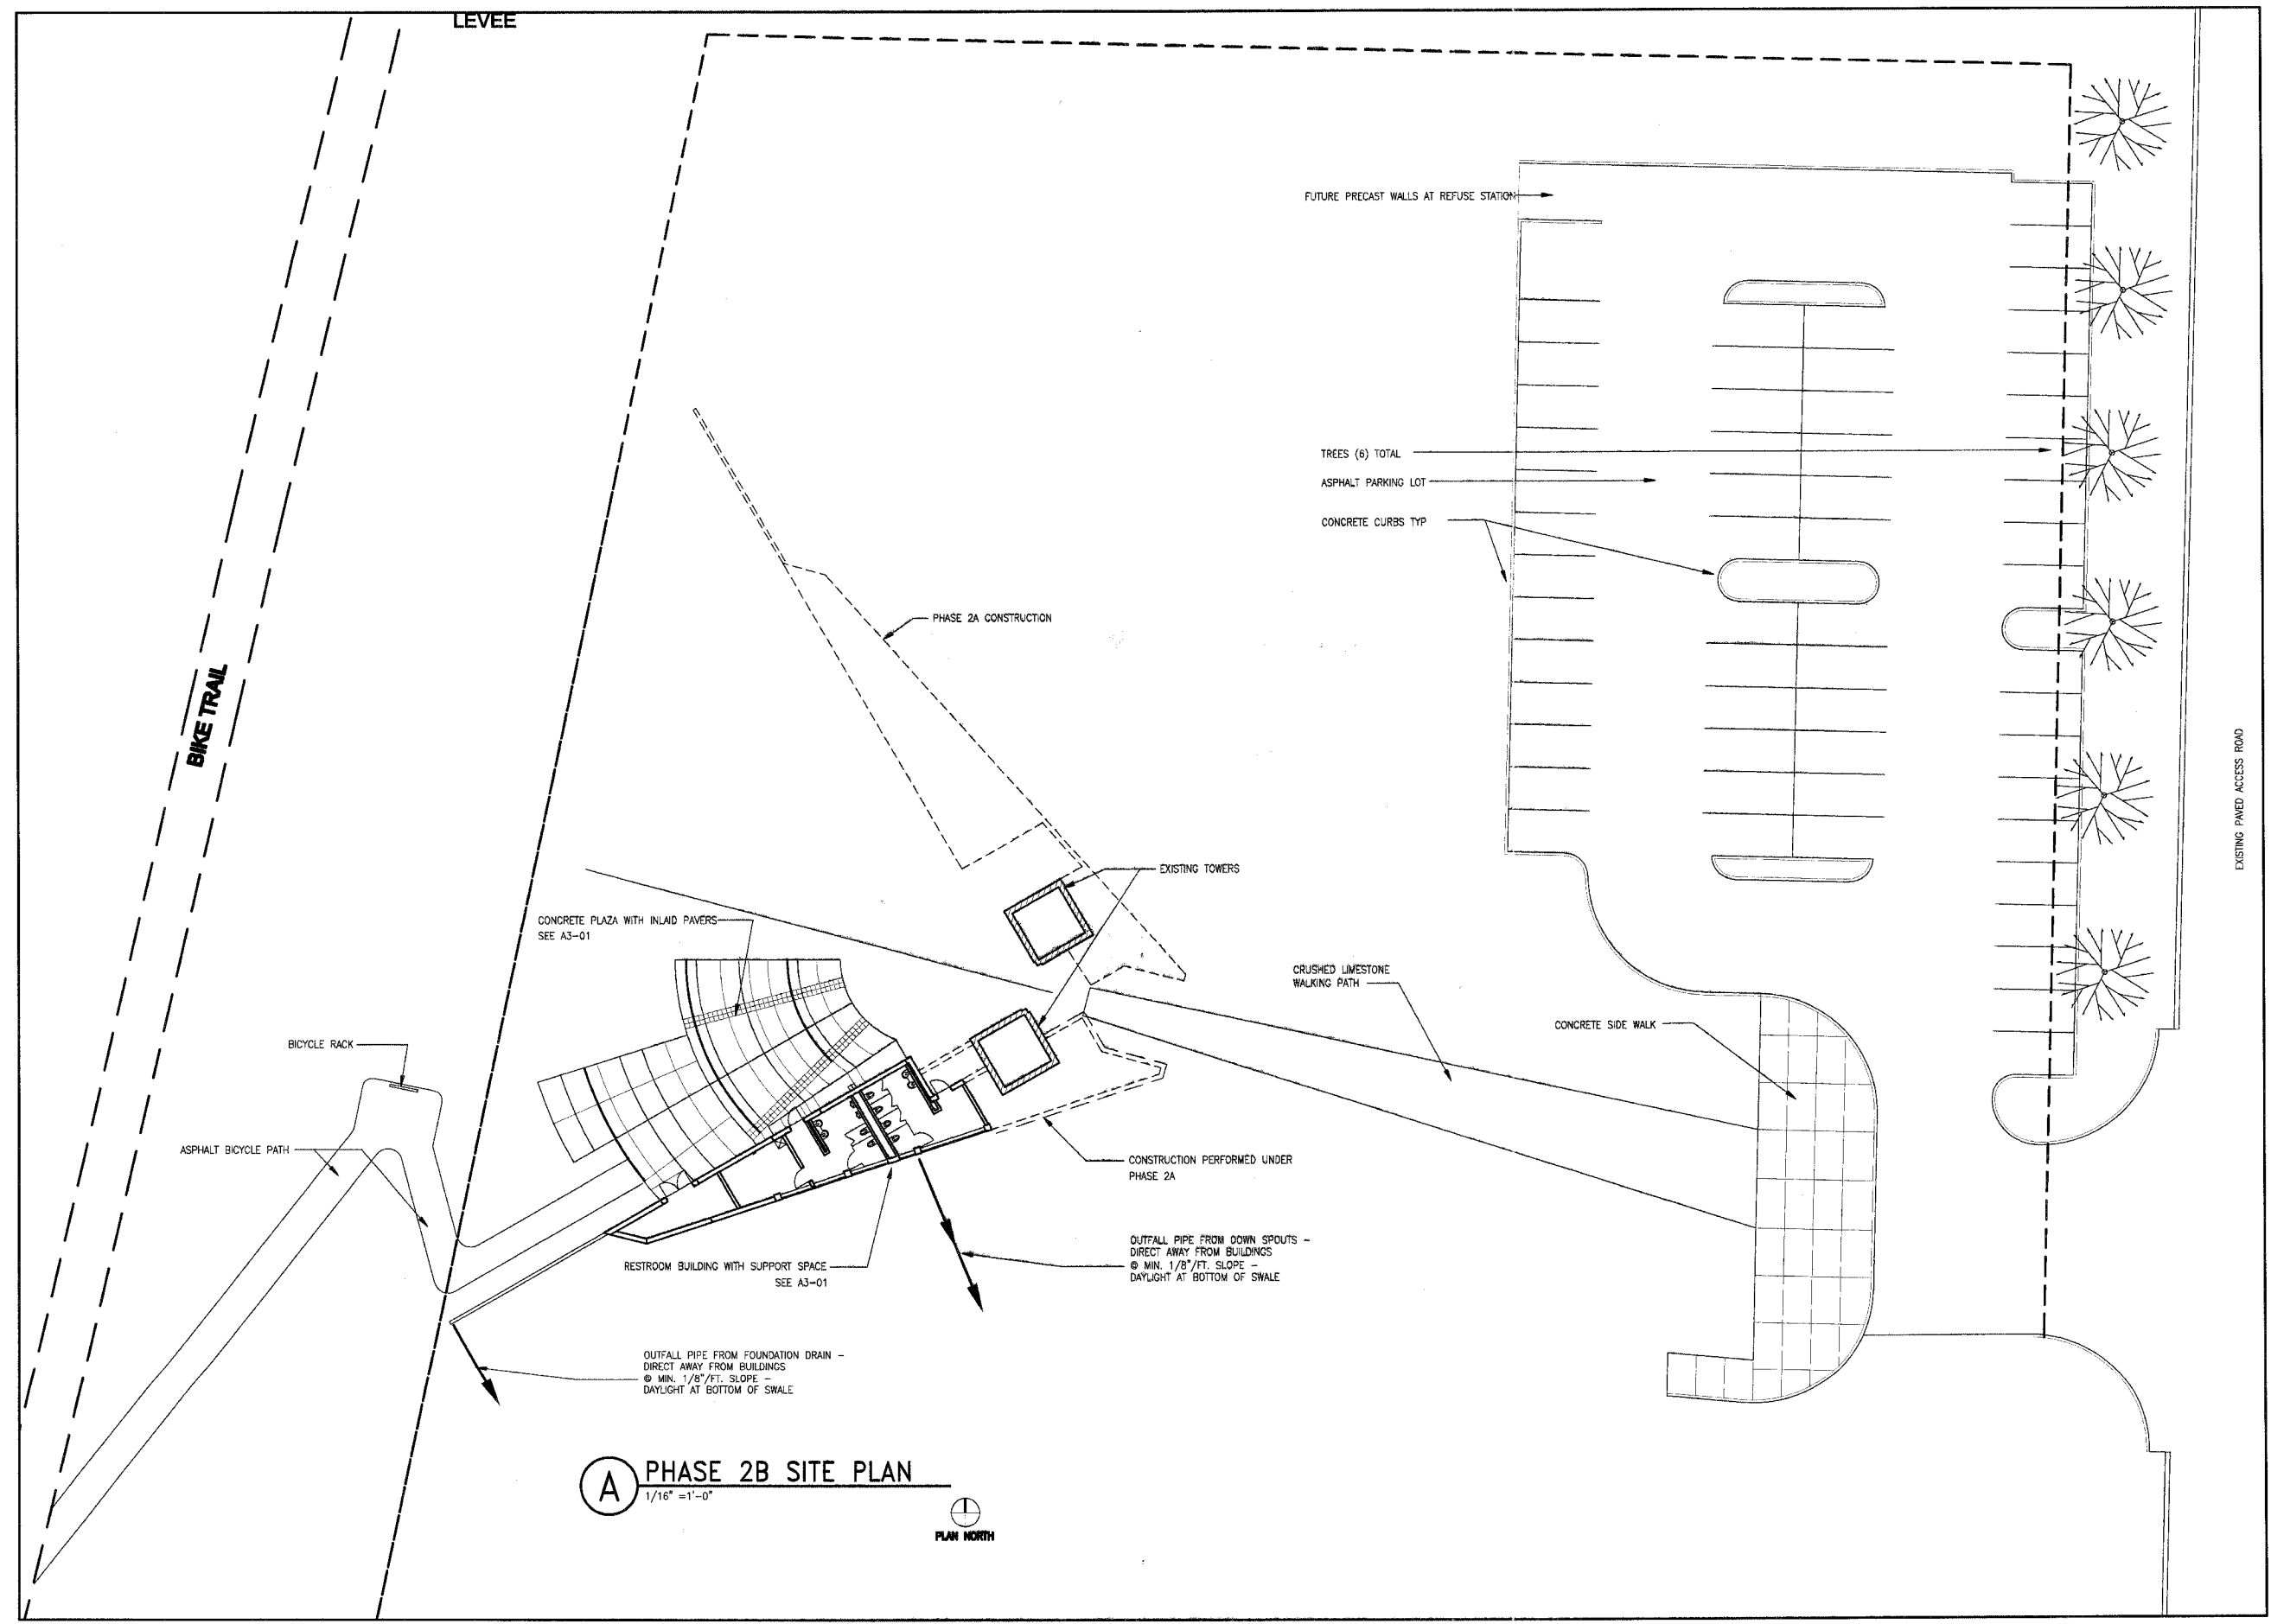 LEVEE
FUTURE PRECAST WALLS AT REFUSE STATION
TREES (6) TOTAL
ASPHALT PARKING LOT
CONCRETE CURBS TYP
PHASE 2A CONSTRUCTION
BIKE TRAIL
EXISTING PAVED ACCESS ROAD
EXISTING TOWERS
CONCRETE PLAZA WITH INLAID PAVERS
SEE A3-01
CRUSHED LIMESTONE
WALKING PATH
CONCRETE SIDE WALK
BICYCLE RACK
ASPHALT BICYCLE PATH
CONSTRUCTION PERFORMED UNDER
PHASE 2A
OUTFALL PIPE FROM DOWN SPOUTS -
DIRECT AWAY FROM BUILDINGS
@ MIN. 1/8"/FT. SLOPE -
DAYLIGHT AT BOTTOM OF SWALE
RESTROOM BUILDING WITH SUPPORT SPACE
SEE A3-01
OUTFALL PIPE FROM FOUNDATION DRAIN -
DIRECT AWAY FROM BUILDINGS
@ MIN. 1/8"/FT. SLOPE -
DAYLIGHT AT BOTTOM OF SWALE
A
PHASE 2B SITE PLAN
1/16" =1'-0"
PLAN NORTH